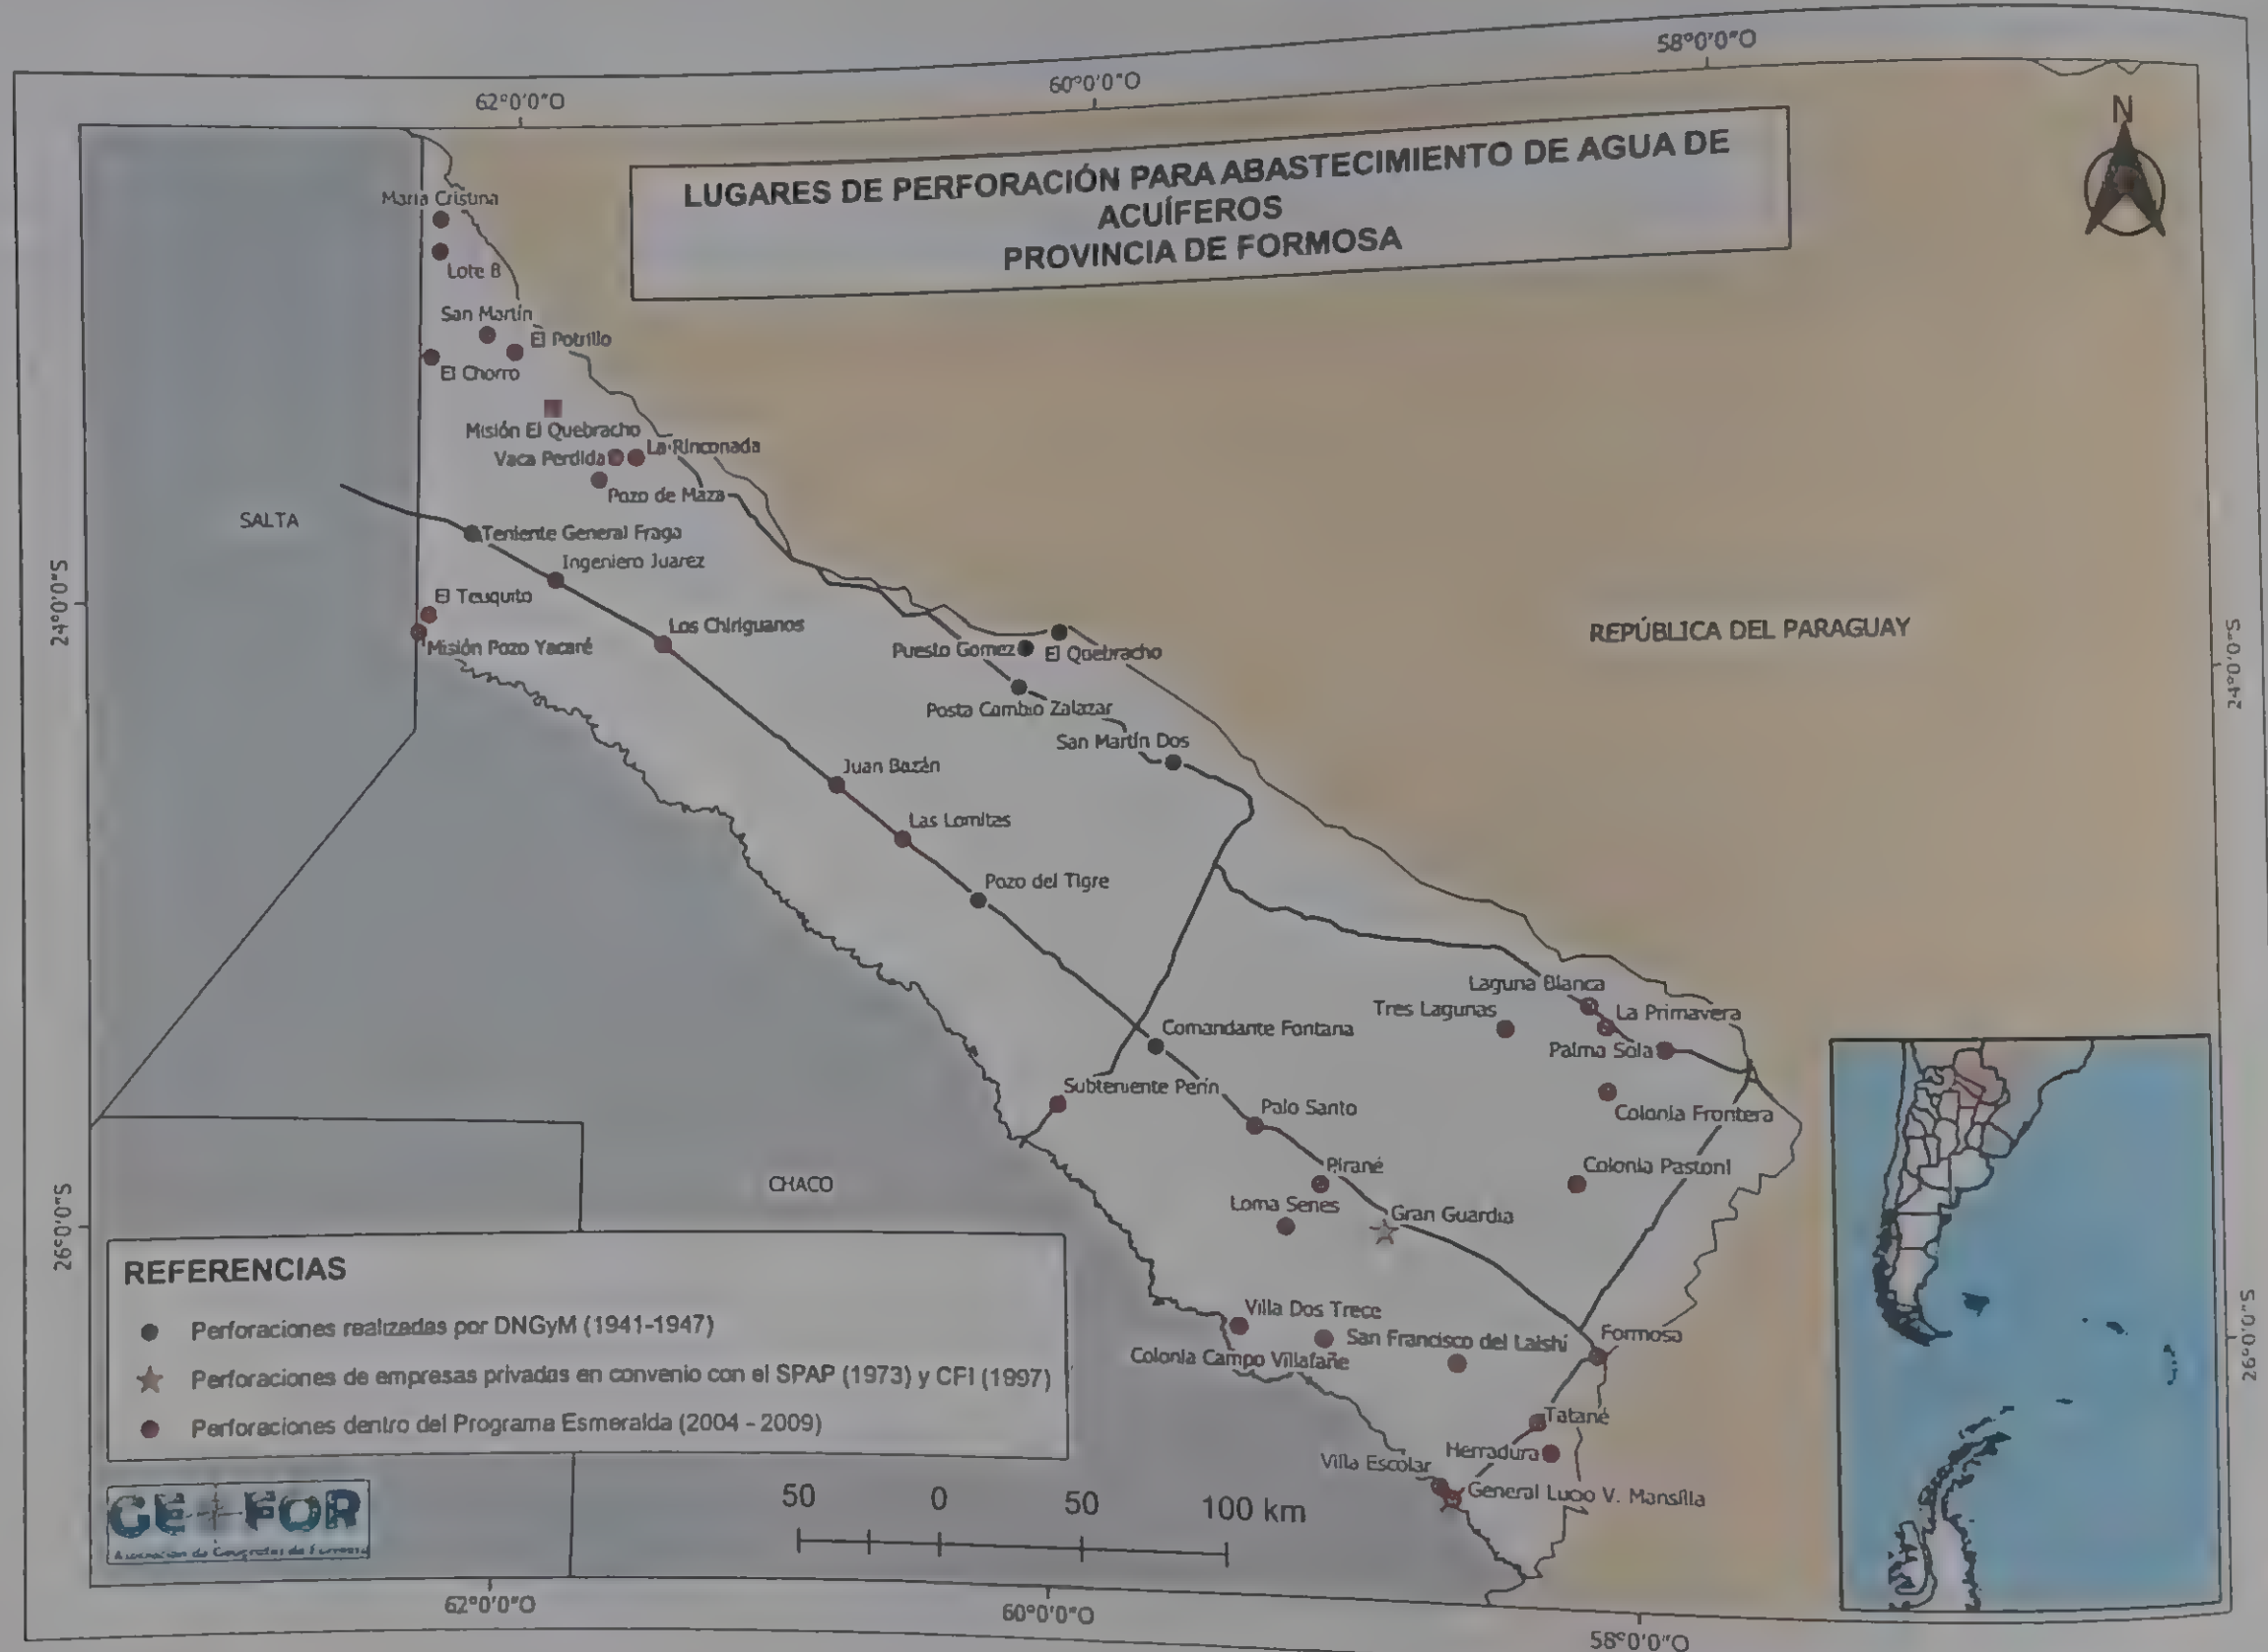 62°0'0"O
60°0'0"O
58°0'0"O
N
LUGARES DE PERFORACIÓN PARA ABASTECIMIENTO DE AGUA DE
ACUÍFEROS
PROVINCIA DE FORMOSA
María Cristina
Lote 8
San Martín
El Potrillo
El Chorro
Misión El Quebracho
La Rinconada
Vaca Perdida
Pozo de Maza
SALTA
Teniente General Fraga
Ingeniero Juarez
24°0'0"S
El Teuquito
Los Chiriguanos
Misión Pozo Yacaré
Puesto Gomez
El Quebracho
REPÚBLICA DEL PARAGUAY
24°0'0"S
Posta Cambio Zalazar
San Martín Dos
Juan Bazán
Las Lomitas
Pozo del Tigre
Laguna Blanca
Tres Lagunas
La Primavera
Comandante Fontana
Palma Sola
Subteniente Perín
Palo Santo
Colonia Frontera
Pirané
Colonia Pastoril
CHACO
Loma Senes
Gran Guardia
26°0'0"S
Villa Dos Trece
San Francisco del Laishi
Formosa
Colonia Campo Villafañe
26°0'0"S
Tatané
Herradura
Villa Escolar
General Lucio V. Mansilla
REFERENCIAS
Perforaciones realizadas por DNGyM (1941-1947)
Perforaciones de empresas privadas en convenio con el SPAP (1973) y CFI (1997)
Perforaciones dentro del Programa Esmeralda (2004 - 2009)
GE FOR
Asociación de Geógrafos de Formosa
50 0 50 100 km
62°0'0"O
60°0'0"O
58°0'0"O